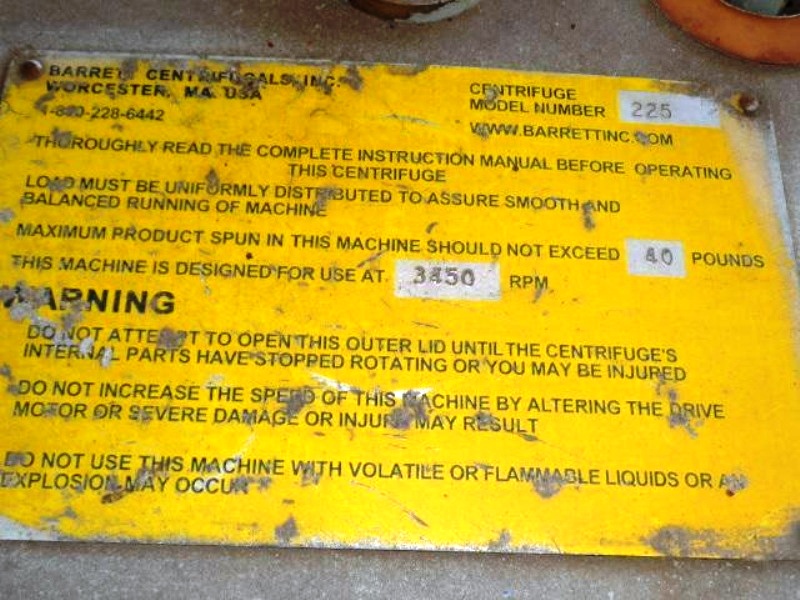 BARRETT CENTRIFUGALS, INC.
WORCESTER, MA. USA
1-800-228-6442
CENTRIFUGE
MODEL NUMBER 225
WWW.BARRETTINC.COM
THOROUGHLY READ THE COMPLETE INSTRUCTION MANUAL BEFORE OPERATING
THIS CENTRIFUGE
LOAD MUST BE UNIFORMLY DISTRIBUTED TO ASSURE SMOOTH AND
BALANCED RUNNING OF MACHINE
MAXIMUM PRODUCT SPUN IN THIS MACHINE SHOULD NOT EXCEED 40 POUNDS
THIS MACHINE IS DESIGNED FOR USE AT 3450 RPM
WARNING
DO NOT ATTEMPT TO OPEN THIS OUTER LID UNTIL THE CENTRIFUGE'S
INTERNAL PARTS HAVE STOPPED ROTATING OR YOU MAY BE INJURED
DO NOT INCREASE THE SPEED OF THIS MACHINE BY ALTERING THE DRIVE
MOTOR OR SEVERE DAMAGE OR INJURY MAY RESULT
DO NOT USE THIS MACHINE WITH VOLATILE OR FLAMMABLE LIQUIDS OR AN
EXPLOSION MAY OCCUR